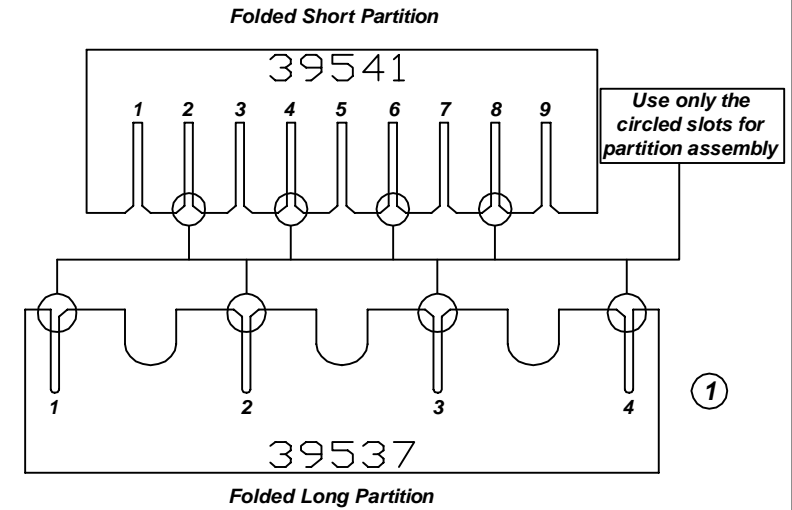 Folded Short Partition
39541
1 2 3 4 5 6 7 8 9
Use only the
circled slots for
partition assembly
1 2 3 4
1
39537
Folded Long Partition